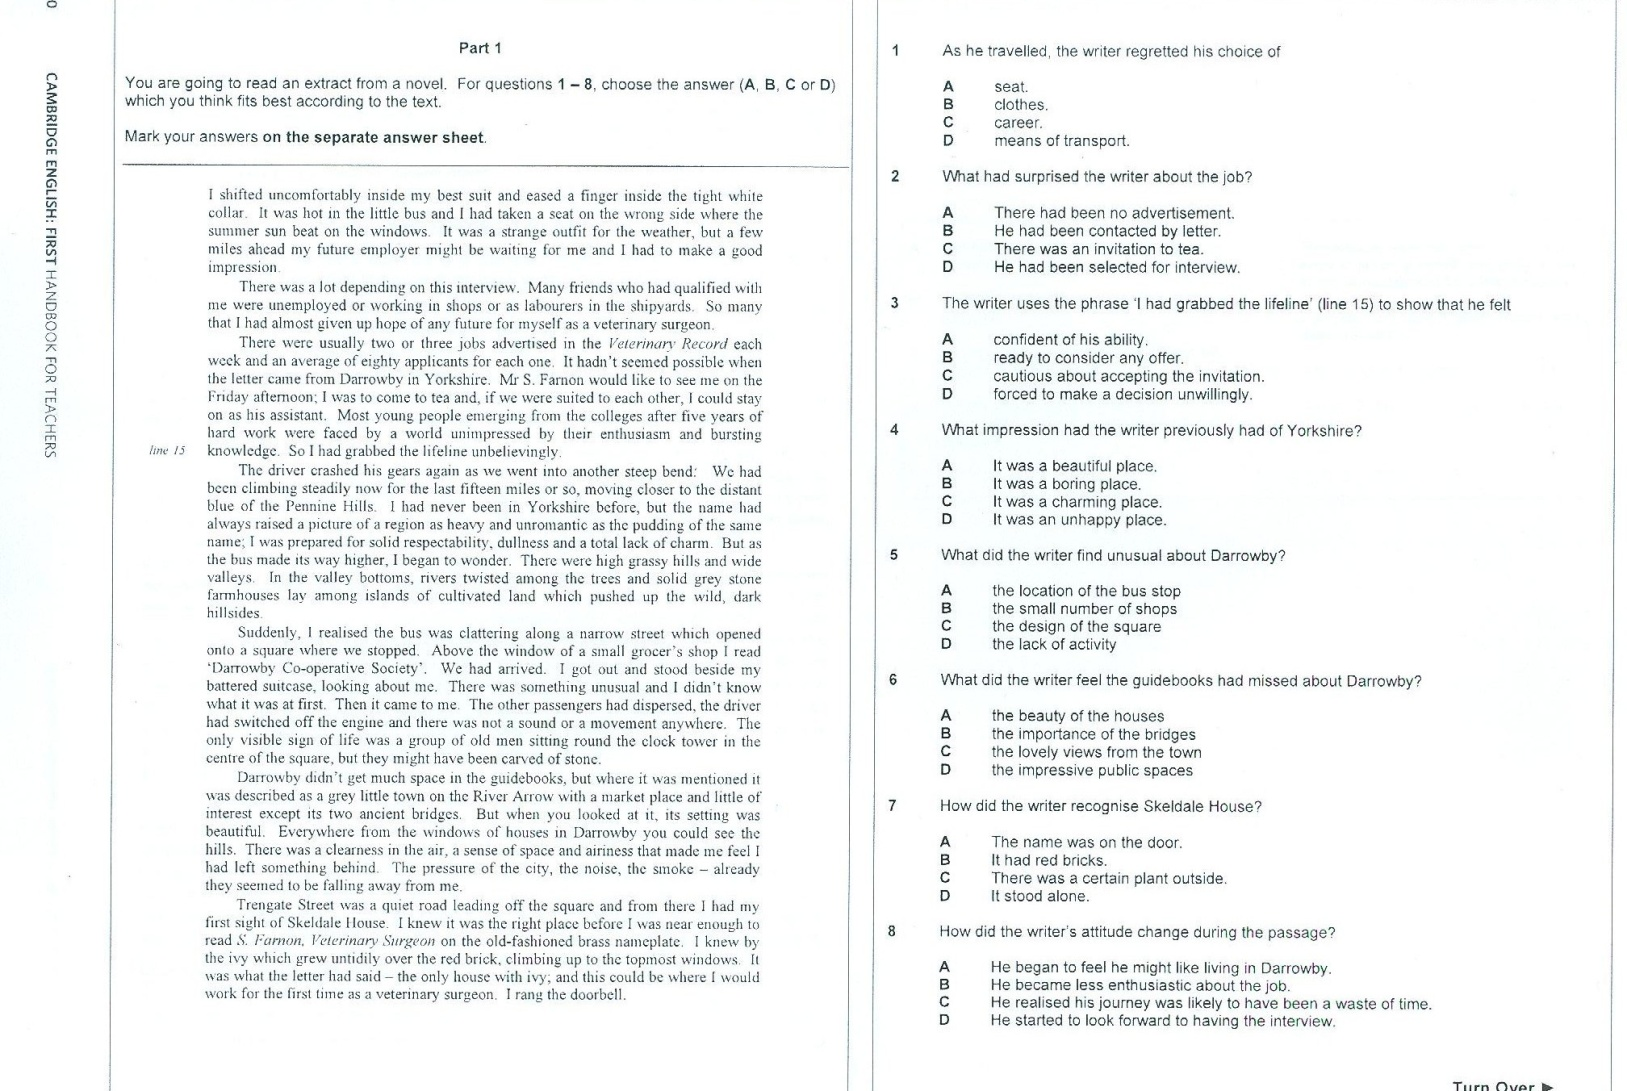 0
CAMBRIDGE ENGLISH: FIRST HANDBOOK FOR TEACHERS
Part 1
You are going to read an extract from a novel. For questions 1 – 8, choose the answer (A, B, C or D)
which you think fits best according to the text.
Mark your answers on the separate answer sheet.
I shifted uncomfortably inside my best suit and eased a finger inside the tight white
collar. It was hot in the little bus and I had taken a seat on the wrong side where the
summer sun beat on the windows. It was a strange outfit for the weather, but a few
miles ahead my future employer might be waiting for me and I had to make a good
impression.
There was a lot depending on this interview. Many friends who had qualified with
me were unemployed or working in shops or as labourers in the shipyards. So many
that I had almost given up hope of any future for myself as a veterinary surgeon.
There were usually two or three jobs advertised in the Veterinary Record each
week and an average of eighty applicants for each one. It hadn't seemed possible when
the letter came from Darrowby in Yorkshire. Mr S. Farnon would like to see me on the
Friday afternoon; I was to come to tea and, if we were suited to each other, I could stay
on as his assistant. Most young people emerging from the colleges after five years of
hard work were faced by a world unimpressed by their enthusiasm and bursting
line 15 knowledge. So I had grabbed the lifeline unbelievingly.
The driver crashed his gears again as we went into another steep bend: We had
been climbing steadily now for the last fifteen miles or so, moving closer to the distant
blue of the Pennine Hills. I had never been in Yorkshire before, but the name had
always raised a picture of a region as heavy and unromantic as the pudding of the same
name; I was prepared for solid respectability, dullness and a total lack of charm. But as
the bus made its way higher, I began to wonder. There were high grassy hills and wide
valleys. In the valley bottoms, rivers twisted among the trees and solid grey stone
farmhouses lay among islands of cultivated land which pushed up the wild, dark
hillsides.
Suddenly, I realised the bus was clattering along a narrow street which opened
onto a square where we stopped. Above the window of a small grocer's shop I read
'Darrowby Co-operative Society'. We had arrived. I got out and stood beside my
battered suitcase, looking about me. There was something unusual and I didn't know
what it was at first. Then it came to me. The other passengers had dispersed, the driver
had switched off the engine and there was not a sound or a movement anywhere. The
only visible sign of life was a group of old men sitting round the clock tower in the
centre of the square, but they might have been carved of stone.
Darrowby didn't get much space in the guidebooks, but where it was mentioned it
was described as a grey little town on the River Arrow with a market place and little of
interest except its two ancient bridges. But when you looked at it, its setting was
beautiful. Everywhere from the windows of houses in Darrowby you could see the
hills. There was a clearness in the air, a sense of space and airiness that made me feel I
had left something behind. The pressure of the city, the noise, the smoke – already
they seemed to be falling away from me.
Trengate Street was a quiet road leading off the square and from there I had my
first sight of Skeldale House. I knew it was the right place before I was near enough to
read S. Farnon, Veterinary Surgeon on the old-fashioned brass nameplate. I knew by
the ivy which grew untidily over the red brick, climbing up to the topmost windows. It
was what the letter had said – the only house with ivy; and this could be where I would
work for the first time as a veterinary surgeon. I rang the doorbell.
1 As he travelled, the writer regretted his choice of
A seat.
B clothes.
C career.
D means of transport.
2 What had surprised the writer about the job?
A There had been no advertisement.
B He had been contacted by letter.
C There was an invitation to tea.
D He had been selected for interview.
3 The writer uses the phrase 'I had grabbed the lifeline' (line 15) to show that he felt
A confident of his ability.
B ready to consider any offer.
C cautious about accepting the invitation.
D forced to make a decision unwillingly.
4 What impression had the writer previously had of Yorkshire?
A It was a beautiful place.
B It was a boring place.
C It was a charming place.
D It was an unhappy place.
5 What did the writer find unusual about Darrowby?
A the location of the bus stop
B the small number of shops
C the design of the square
D the lack of activity
6 What did the writer feel the guidebooks had missed about Darrowby?
A the beauty of the houses
B the importance of the bridges
C the lovely views from the town
D the impressive public spaces
7 How did the writer recognise Skeldale House?
A The name was on the door.
B It had red bricks.
C There was a certain plant outside.
D It stood alone.
8 How did the writer's attitude change during the passage?
A He began to feel he might like living in Darrowby.
B He became less enthusiastic about the job.
C He realised his journey was likely to have been a waste of time.
D He started to look forward to having the interview.
Turn Over ►